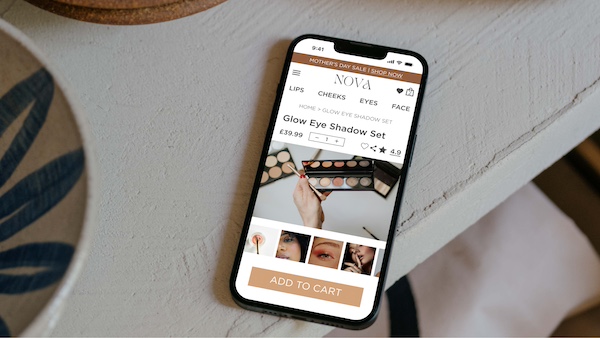 9:41
MOTHER'S DAY SALE | SHOP NOW
NOVA
LIPS CHEEKS EYES FACE
HOME > GLOW EYE SHADOW SET
Glow Eye Shadow Set
£39.99 − 1 +
4.9
ADD TO CART